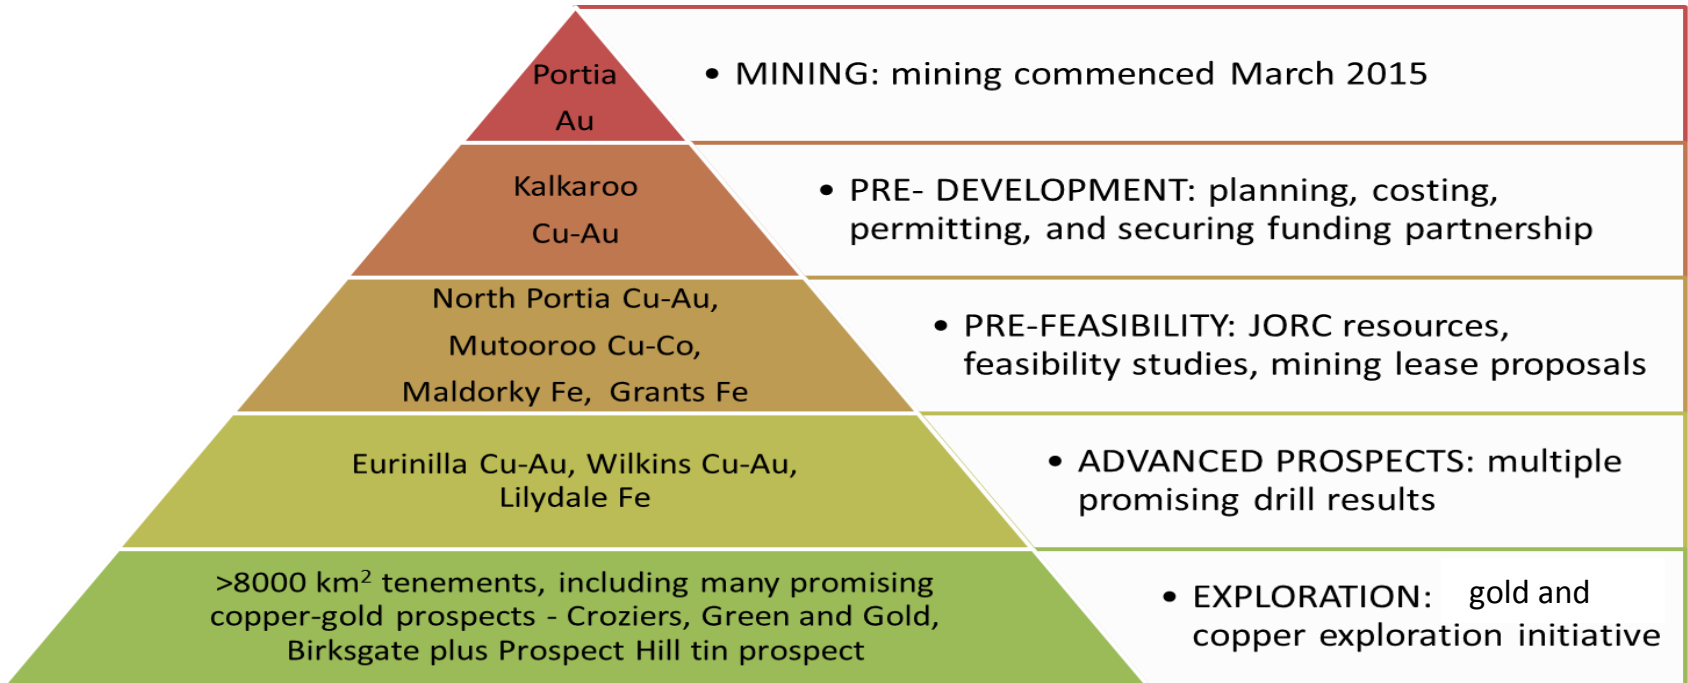 Portia
Au
• MINING: mining commenced March 2015
Kalkaroo
Cu-Au
• PRE- DEVELOPMENT: planning, costing,
permitting, and securing funding partnership
North Portia Cu-Au,
Mutooroo Cu-Co,
Maldorky Fe, Grants Fe
• PRE-FEASIBILITY: JORC resources,
feasibility studies, mining lease proposals
Eurinilla Cu-Au, Wilkins Cu-Au,
Lilydale Fe
• ADVANCED PROSPECTS: multiple
promising drill results
>8000 km² tenements, including many promising
copper-gold prospects - Croziers, Green and Gold,
Birksgate plus Prospect Hill tin prospect
• EXPLORATION: gold and
copper exploration initiative